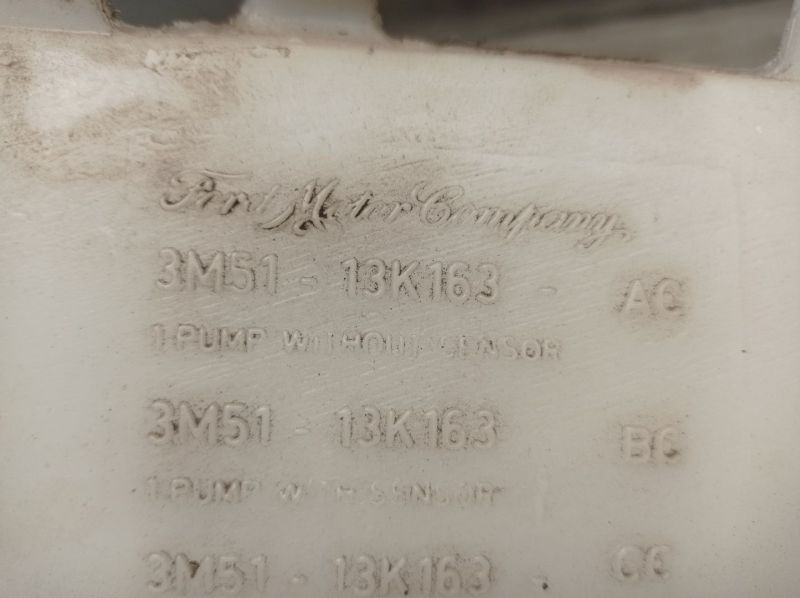 Ford Motor Company
3M51 - 13K163 - AC
1 PUMP WITHOUT SENSOR
3M51 - 13K163 BC
1 PUMP WITH SENSOR
3M51 - 13K163 - CC